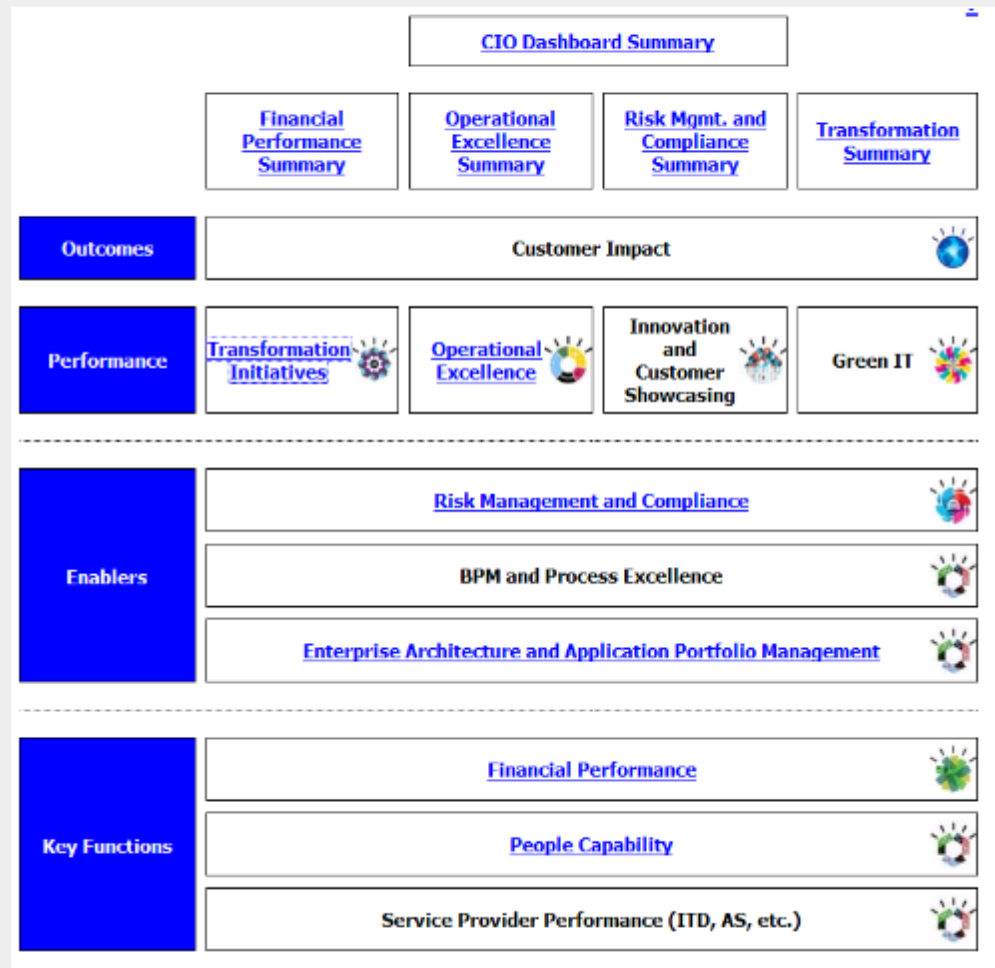 CIO Dashboard Summary
Financial
Performance
Summary
Operational
Excellence
Summary
Risk Mgmt. and
Compliance
Summary
Transformation
Summary
Outcomes
Customer Impact
Performance
Transformation
Initiatives
Operational
Excellence
Innovation
and
Customer
Showcasing
Green IT
Enablers
Risk Management and Compliance
BPM and Process Excellence
Enterprise Architecture and Application Portfolio Management
Key Functions
Financial Performance
People Capability
Service Provider Performance (ITD, AS, etc.)